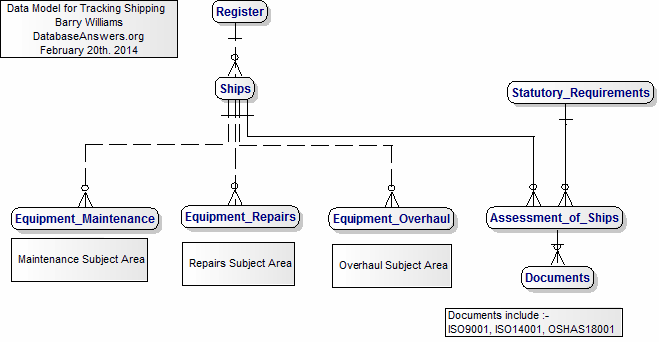 Data Model for Tracking Shipping
Barry Williams
DatabaseAnswers.org
February 20th. 2014
Register
Ships
Statutory_Requirements
Equipment_Maintenance
Equipment_Repairs
Equipment_Overhaul
Assessment_of_Ships
Maintenance Subject Area
Repairs Subject Area
Overhaul Subject Area
Documents
Documents include :-
ISO9001, ISO14001, OSHAS18001